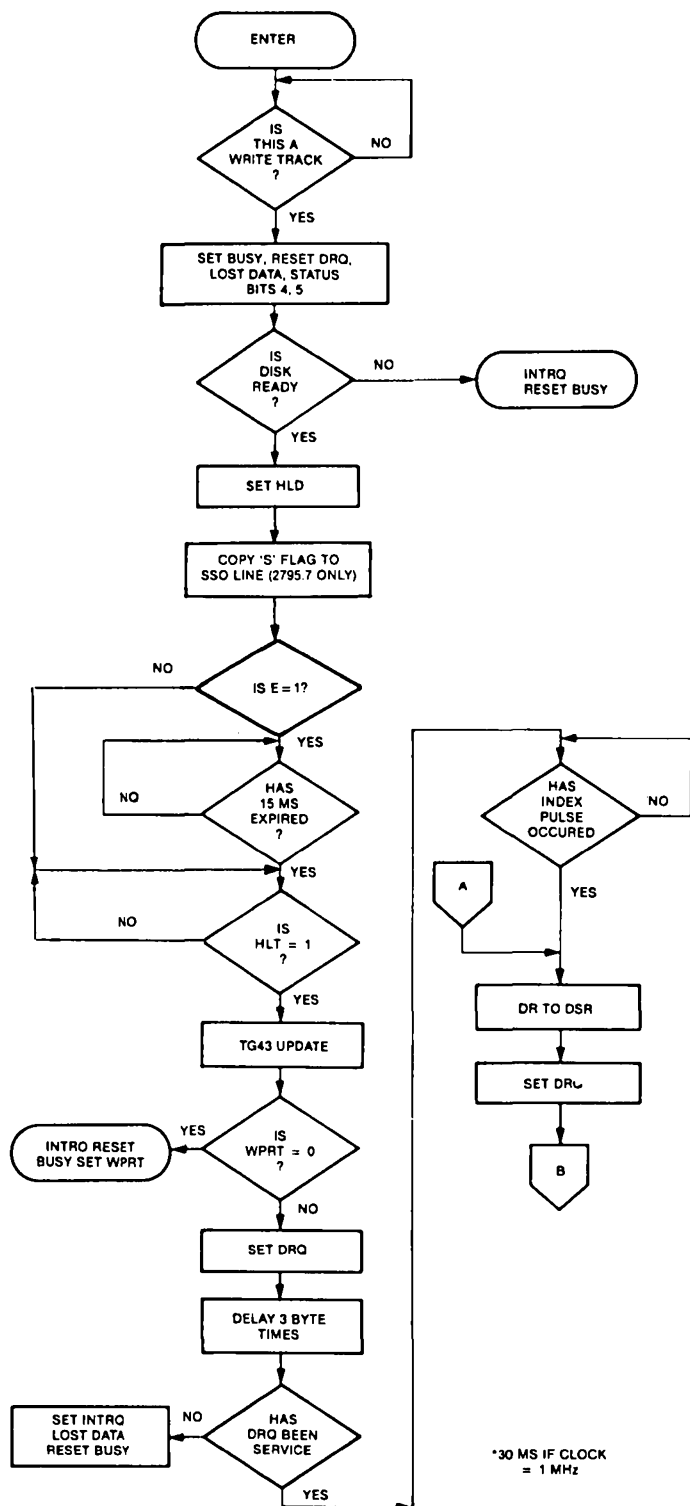 ENTER
IS
THIS A
WRITE TRACK
?
NO
YES
SET BUSY, RESET DRQ,
LOST DATA, STATUS
BITS 4, 5
IS
DISK
READY
?
NO
INTRQ
RESET BUSY
YES
SET HLD
COPY 'S' FLAG TO
SSO LINE (2795.7 ONLY)
NO
IS E = 1?
YES
HAS
15 MS
EXPIRED
?
NO
YES
IS
HLT = 1
?
NO
YES
TG43 UPDATE
IS
WPRT = 0
?
YES
INTRO RESET
BUSY SET WPRT
NO
SET DRQ
DELAY 3 BYTE
TIMES
HAS
DRQ BEEN
SERVICE
NO
SET INTRQ
LOST DATA
RESET BUSY
YES
HAS
INDEX
PULSE
OCCURED
NO
YES
A
DR TO DSR
SET DRQ
B
*30 MS IF CLOCK
= 1 MHz